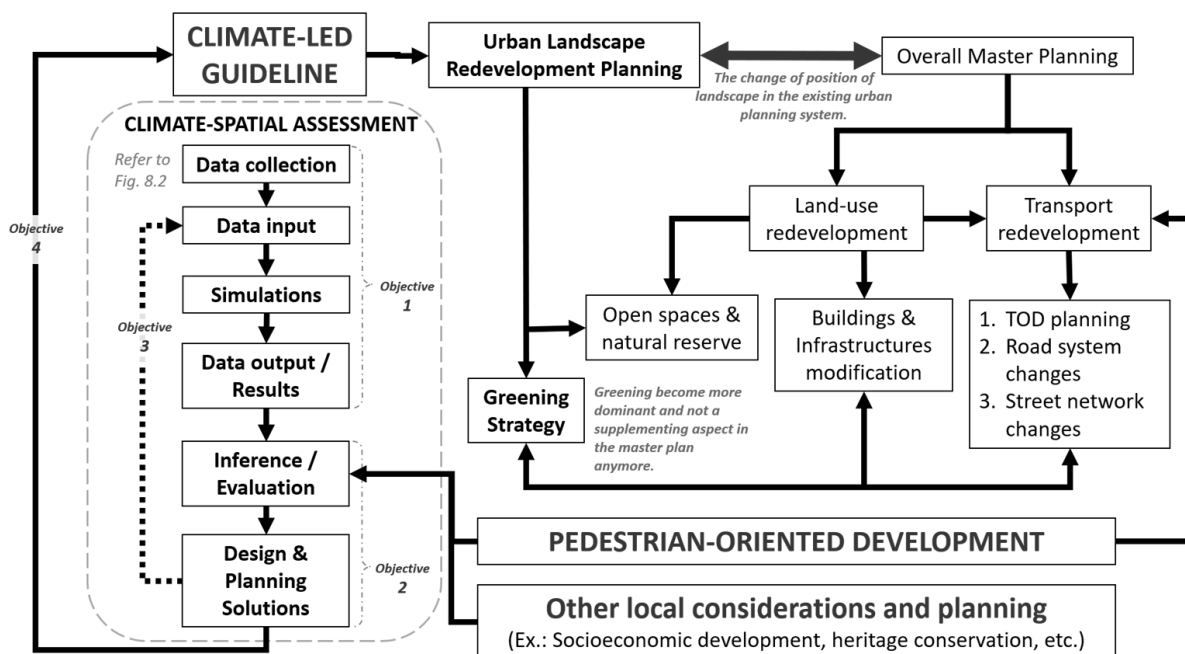 CLIMATE-LED
GUIDELINE
Urban Landscape
Redevelopment Planning
Overall Master Planning
The change of position of
landscape in the existing urban
planning system.
CLIMATE-SPATIAL ASSESSMENT
Refer to
Fig. 8.2
Data collection
Data input
Simulations
Data output /
Results
Inference /
Evaluation
Design &
Planning
Solutions
Objective
4
Objective
3
Objective
1
Objective
2
Land-use
redevelopment
Transport
redevelopment
Open spaces &
natural reserve
Buildings &
Infrastructures
modification
1. TOD planning
2. Road system
changes
3. Street network
changes
Greening
Strategy
Greening become more
dominant and not a
supplementing aspect in
the master plan
anymore.
PEDESTRIAN-ORIENTED DEVELOPMENT
Other local considerations and planning
(Ex.: Socioeconomic development, heritage conservation, etc.)